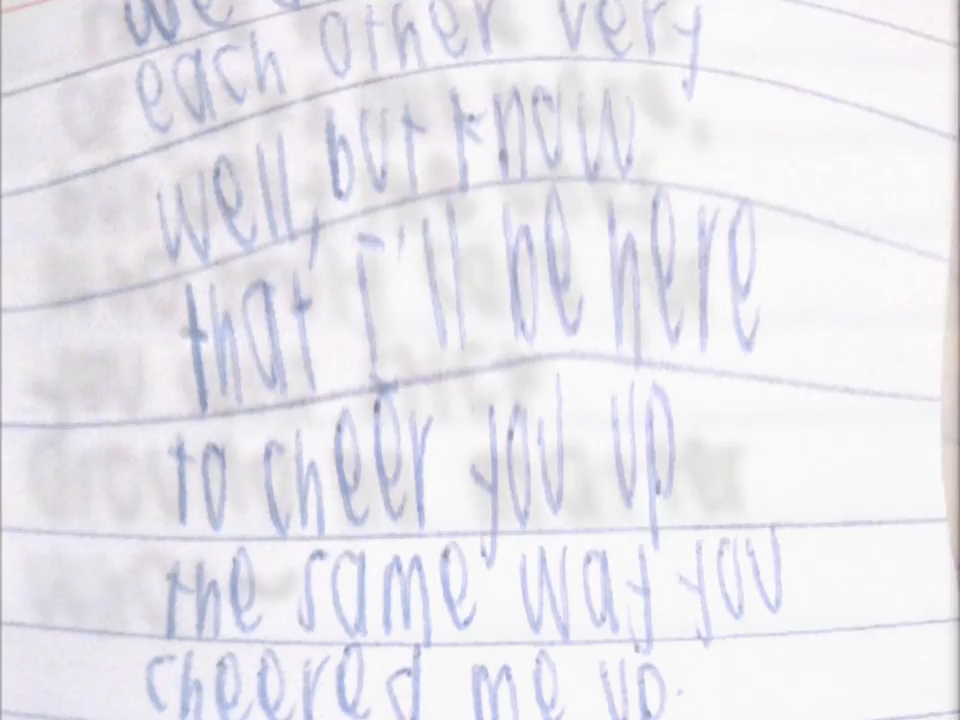 we
each other very
well, but know
that I'll be here
to cheer you up
the same way you
cheered me up.